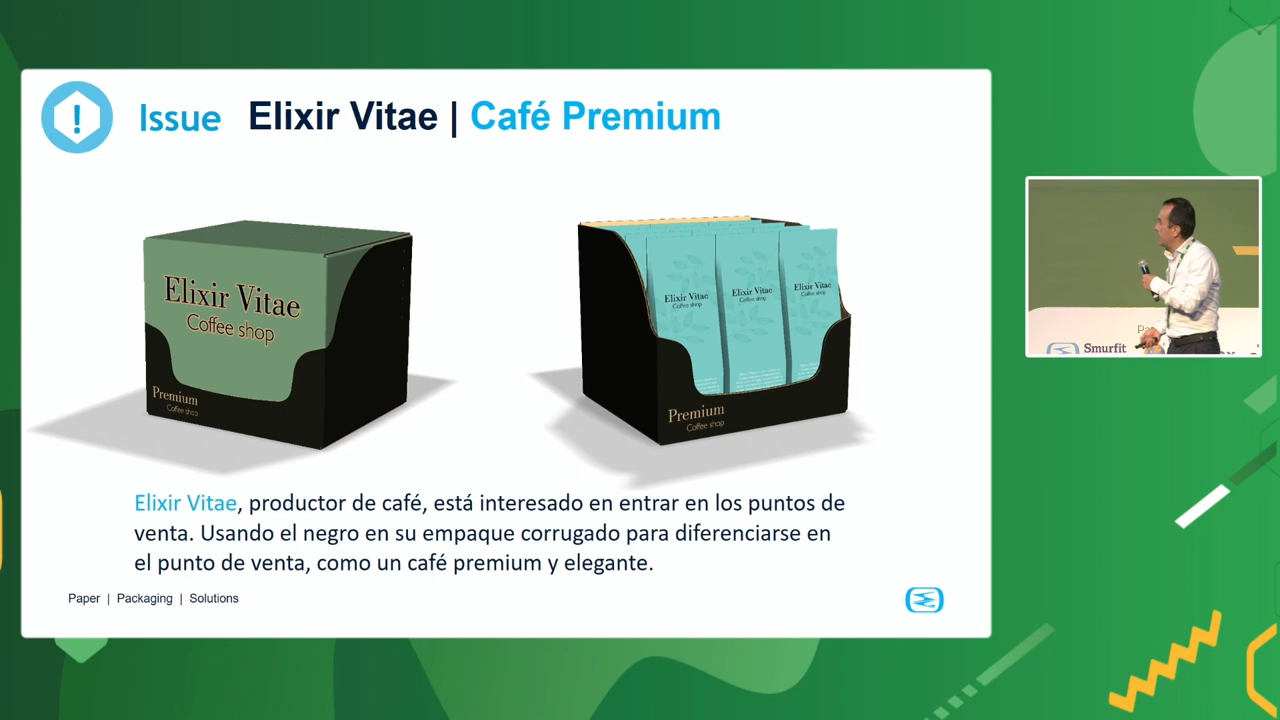 Issue Elixir Vitae | Café Premium
Elixir Vitae
Coffee shop
Premium
Coffee shop
Elixir Vitae
Coffee shop
Elixir Vitae
Coffee shop
Elixir Vitae
Coffee shop
Premium
Coffee shop
Smurfit
Elixir Vitae, productor de café, está interesado en entrar en los puntos de
venta. Usando el negro en su empaque corrugado para diferenciarse en
el punto de venta, como un café premium y elegante.
Paper | Packaging | Solutions